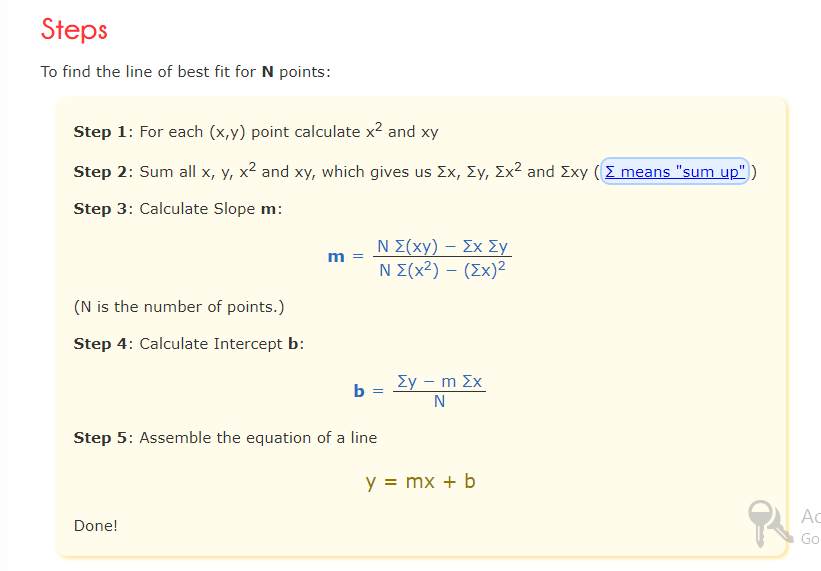 Steps
To find the line of best fit for N points:
Step 1: For each (x,y) point calculate x² and xy
Step 2: Sum all x, y, x² and xy, which gives us Σx, Σy, Σx² and Σxy (Σ means "sum up")
Step 3: Calculate Slope m:
m = N Σ(xy) − Σx Σy
N Σ(x²) − (Σx)²
(N is the number of points.)
Step 4: Calculate Intercept b:
b = Σy − m Σx
N
Step 5: Assemble the equation of a line
y = mx + b
Done!
Go